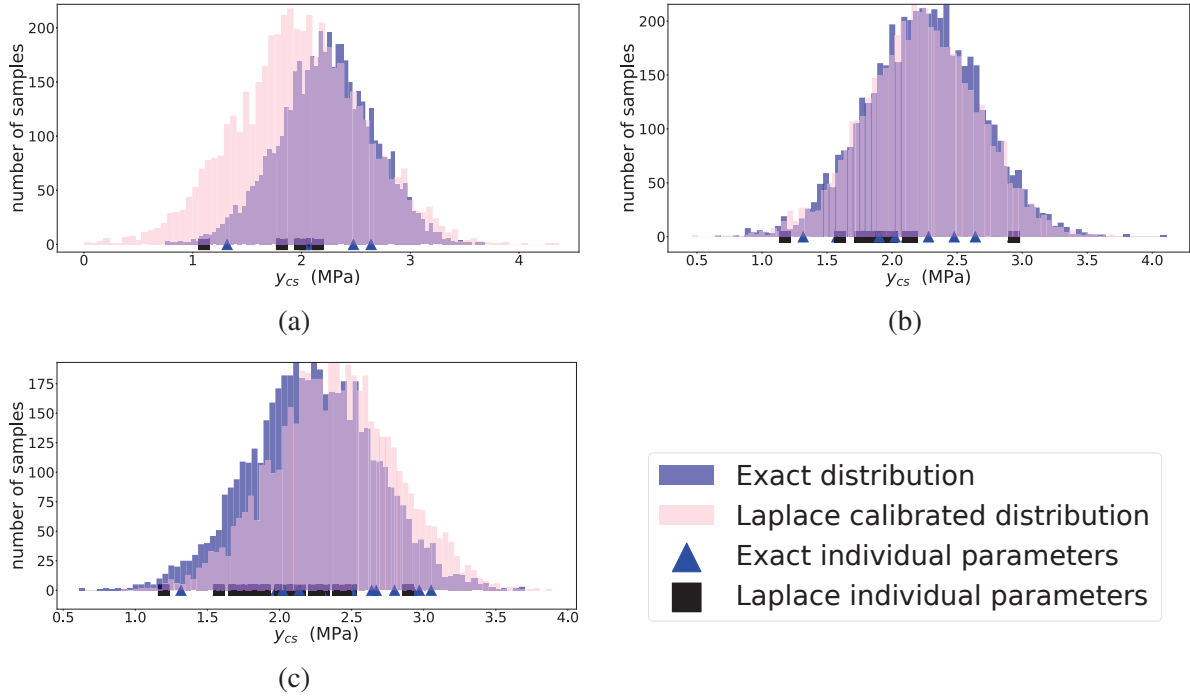 200
150
100
50
0
number of samples
0 1 2 3 4
y_cs (MPa)
(a)
200
150
100
50
0
number of samples
0.5 1.0 1.5 2.0 2.5 3.0 3.5 4.0
y_cs (MPa)
(b)
175
150
125
100
75
50
25
0
number of samples
0.5 1.0 1.5 2.0 2.5 3.0 3.5 4.0
y_cs (MPa)
(c)
Exact distribution
Laplace calibrated distribution
Exact individual parameters
Laplace individual parameters